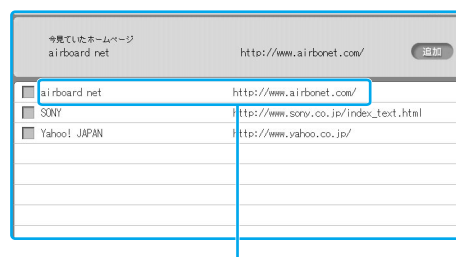 今見ていたホームページ
airboard net http://www.airbonet.com/ 追加
airboard net http://www.airbonet.com/
SONY http://www.sony.co.jp/index_text.html
Yahoo! JAPAN http://www.yahoo.co.jp/